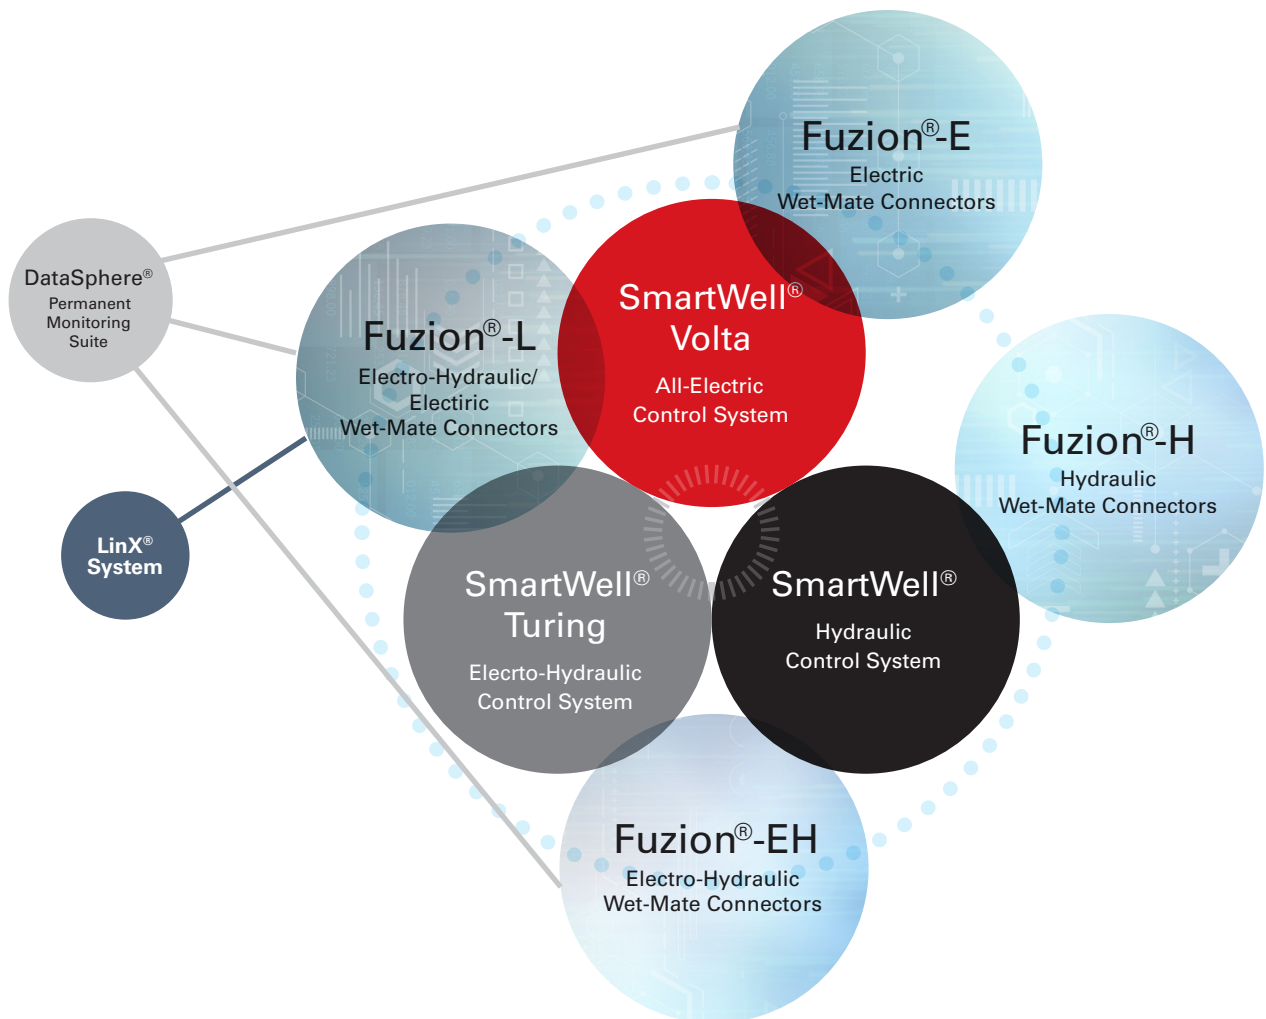 Fuzion®-E
Electric
Wet-Mate Connectors
DataSphere®
Permanent
Monitoring
Suite
Fuzion®-L
Electro-Hydraulic/
Electiric
Wet-Mate Connectors
SmartWell®
Volta
All-Electric
Control System
Fuzion®-H
Hydraulic
Wet-Mate Connectors
LinX®
System
SmartWell®
Turing
Elecrto-Hydraulic
Control System
SmartWell®
Hydraulic
Control System
Fuzion®-EH
Electro-Hydraulic
Wet-Mate Connectors